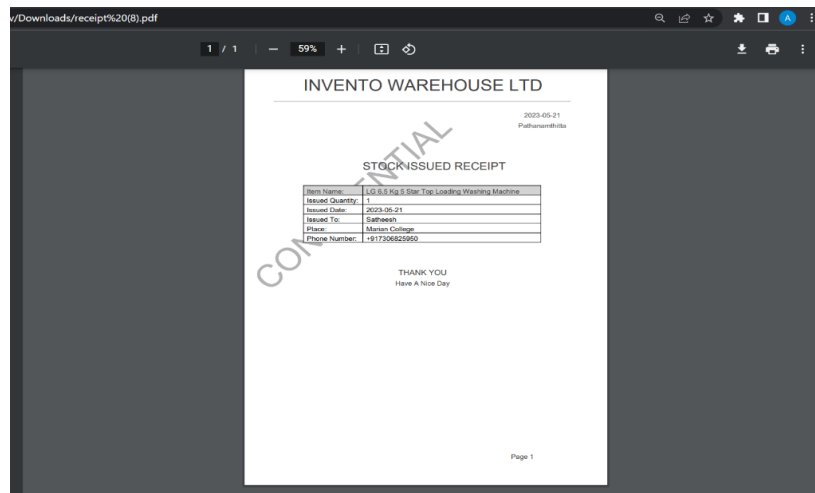 v/Downloads/receipt%20(8).pdf
A
1 / 1 — 59% +
INVENTO WAREHOUSE LTD
2023-05-21
Pathanamthitta
CONFIDENTIAL
STOCK ISSUED RECEIPT
Item Name: LG 6.5 Kg 5 Star Top Loading Washing Machine
Issued Quantity: 1
Issued Date: 2023-05-21
Issued To: Satheesh
Place: Marian College
Phone Number: +917306825950
THANK YOU
Have A Nice Day
Page 1